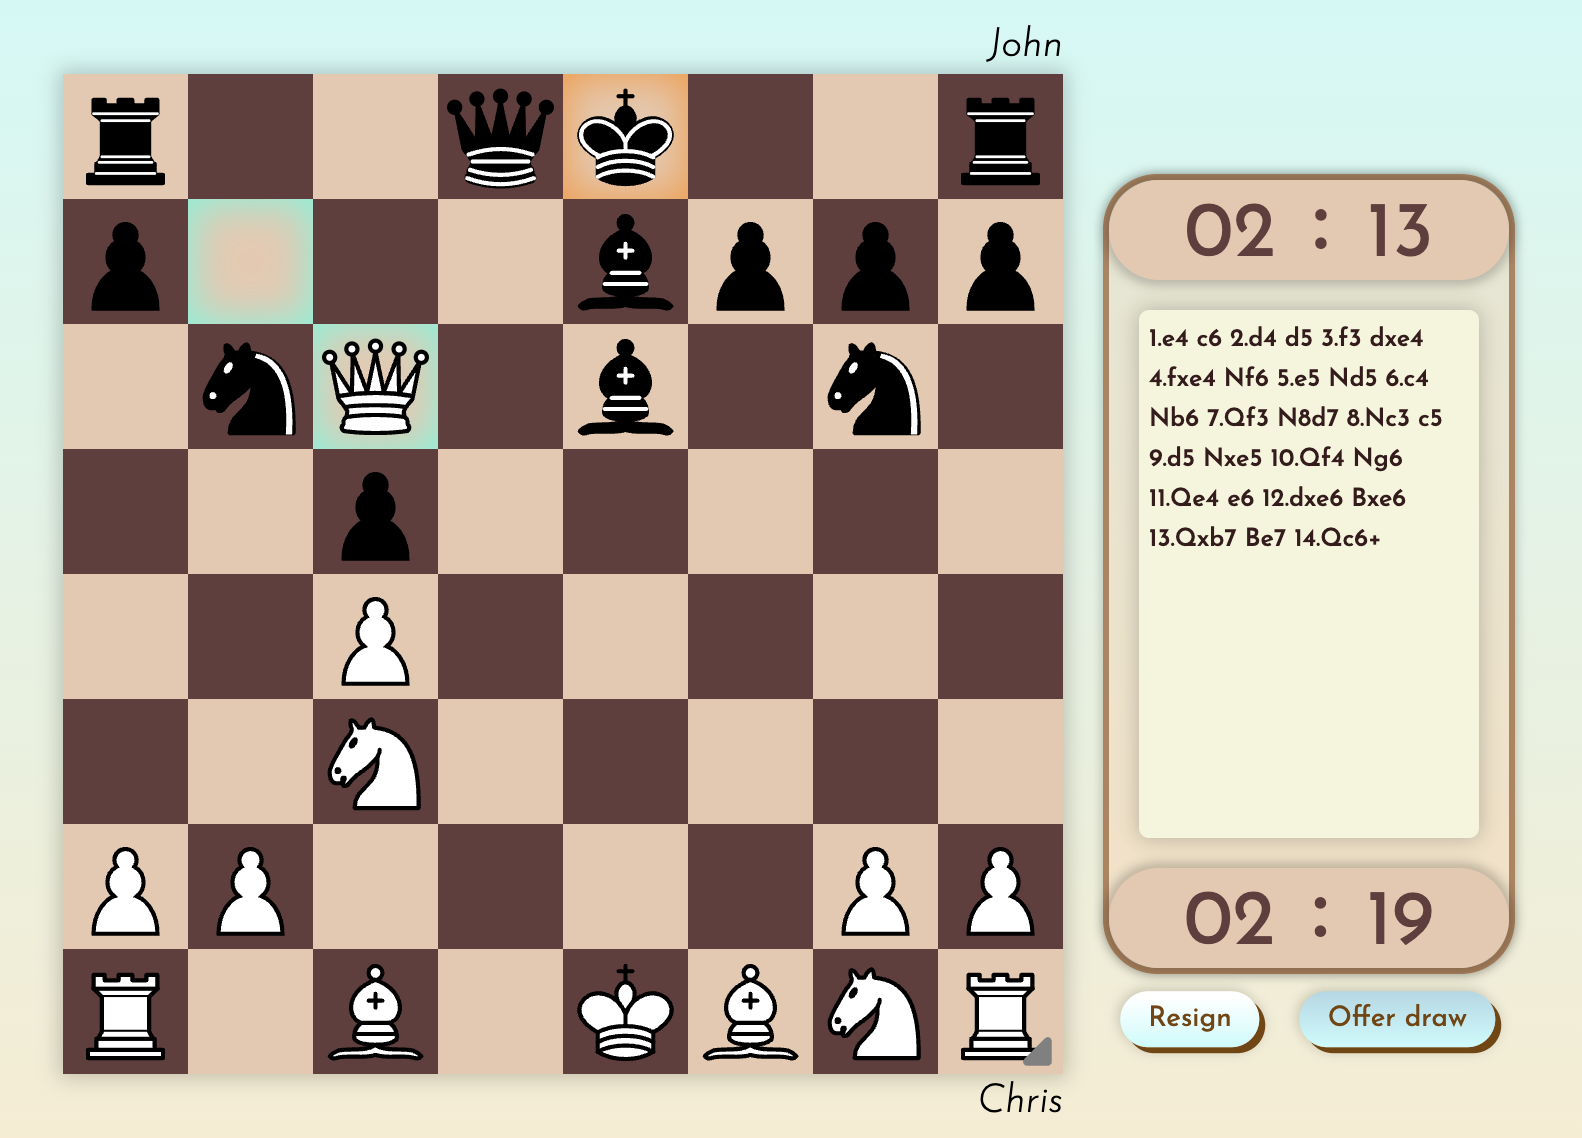 John
02 : 13
1.e4 c6 2.d4 d5 3.f3 dxe4
4.fxe4 Nf6 5.e5 Nd5 6.c4
Nb6 7.Qf3 N8d7 8.Nc3 c5
9.d5 Nxe5 10.Qf4 Ng6
11.Qe4 e6 12.dxe6 Bxe6
13.Qxb7 Be7 14.Qc6+
02 : 19
Resign
Offer draw
Chris